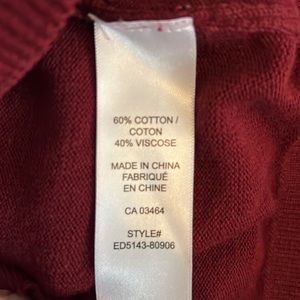 60% COTTON /
COTON
40% VISCOSE
MADE IN CHINA
FABRIQUÉ
EN CHINE
CA 03464
STYLE#
ED5143-80906